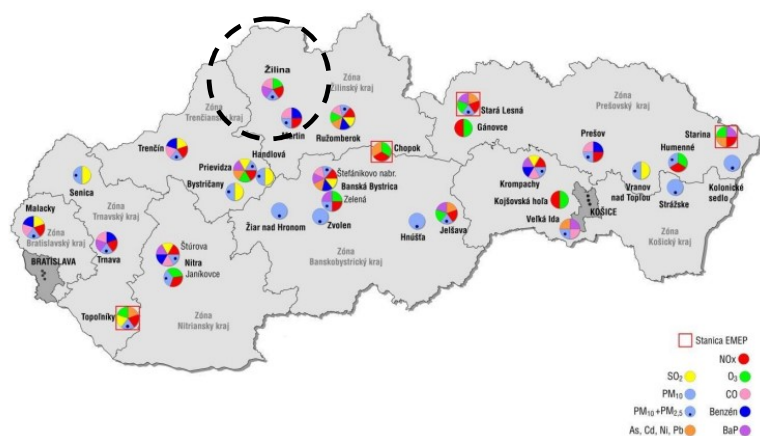 Žilina
Zóna
Žilinský kraj
Zóna
Trenčiansky kraj
Martin
Ružomberok
Stará Lesná
Gánovce
Zóna
Prešovský kraj
Starina
Chopok
Trenčín
Prievidza
Handlová
Bystričany
Senica
Štefánikovo nabr.
Banská Bystrica
Zelená
Prešov
Humenné
Krompachy
Kojšovská hoľa
KOŠICE
Vranov
nad Topľou
Strážske
Kolonické
sedlo
Malacky
Zóna
Trnavský kraj
Zóna
Bratislavský kraj
BRATISLAVA
Trnava
Žiar nad Hronom
Zvolen
Hnúšťa
Jelšava
Veľká Ida
Zóna
Košický kraj
Štúrova
Nitra
Janíkovce
Zóna
Banskobystrický kraj
Topoľníky
Zóna
Nitriansky kraj
Stanica EMEP
NOx
SO2
O3
PM10
CO
PM10+PM2,5
Benzén
As, Cd, Ni, Pb
BaP